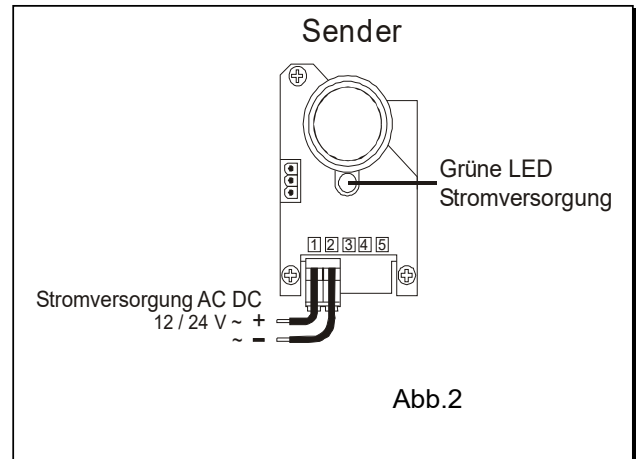 Sender
Grüne LED
Stromversorgung
1 2 3 4 5
Stromversorgung AC DC
12 / 24 V ~ +
~ -
Abb.2